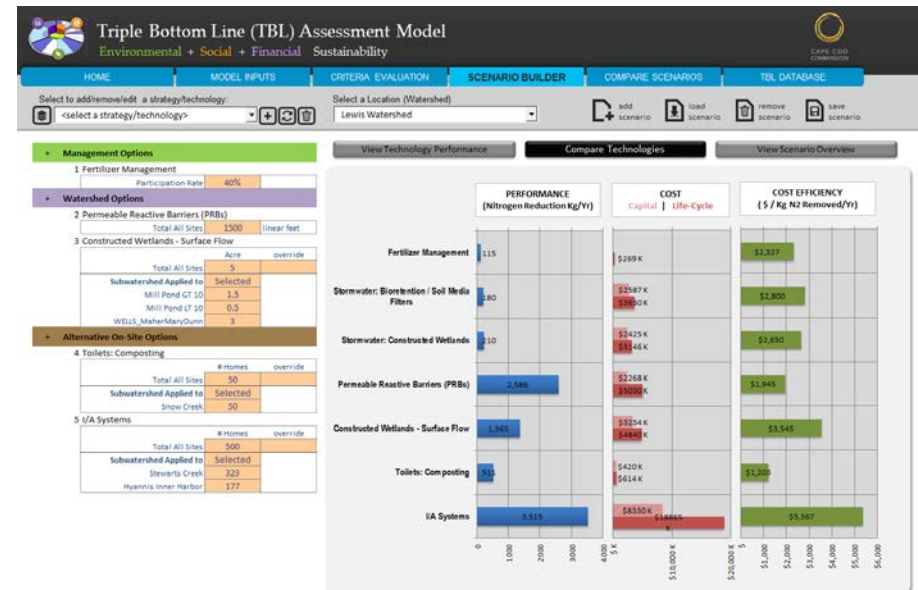 Triple Bottom Line (TBL) Assessment Model
Environmental + Social + Financial Sustainability
CAPE COD
COMMISSION
HOME MODEL INPUTS CRITERIA EVALUATION SCENARIO BUILDER COMPARE SCENARIOS TBL DATABASE
Select to add/remove/edit a strategy/technology:
<select a strategy/technology>
Select a Location (Watershed)
Lewis Watershed
add scenario
load scenario
remove scenario
save scenario
View Technology Performance Compare Technologies View Scenario Overview
+ Management Options
1 Fertilizer Management
Participation Rate 40%
+ Watershed Options
2 Permeable Reactive Barriers (PRBs)
Total All Sites 1500 linear feet
3 Constructed Wetlands - Surface Flow
Acre override
Total All Sites 5
Subwatershed Applied to Selected
Mill Pond GT 10 1.5
Mill Pond LT 10 0.5
WELLS_MaherMaryDunn 3
+ Alternative On-Site Options
4 Toilets: Composting
# Homes override
Total All Sites 50
Subwatershed Applied to Selected
Snow Creek 50
5 I/A Systems
# Homes override
Total All Sites 500
Subwatershed Applied to Selected
Stewarts Creek 323
Hyannis Inner Harbor 177
PERFORMANCE
(Nitrogen Reduction Kg/Yr)
COST
Capital | Life-Cycle
COST EFFICIENCY
( $ / Kg N2 Removed/Yr)
Fertilizer Management 115 $269 K $2,327
Stormwater: Bioretention / Soil Media
Filters
180 $2587 K $2,800
Stormwater: Constructed Wetlands 210 $2425 K $3146 K $2,650
Permeable Reactive Barriers (PRBs) 2,586 $2268 K $5030 K $1,945
Constructed Wetlands - Surface Flow 1,365 $3234 K $4840 K $3,545
Toilets: Composting $420 K $614 K
I/A Systems 3,515 $8330 K $18865 K $5,367
0 1000 2000 3000 4000
$ K $10,000 K $20,000 K
$ $1,000 $2,000 $3,000 $4,000 $5,000 $6,000